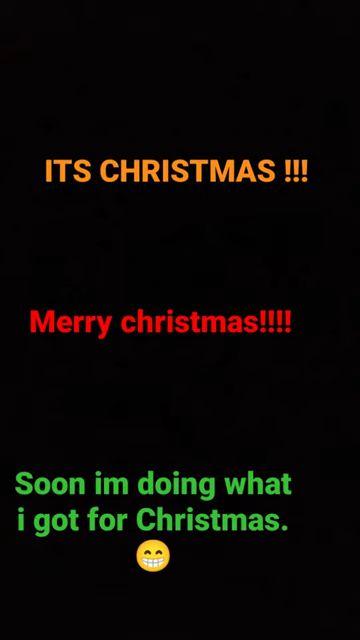 ITS CHRISTMAS !!!
Merry christmas!!!!
Soon im doing what
i got for Christmas.
😁